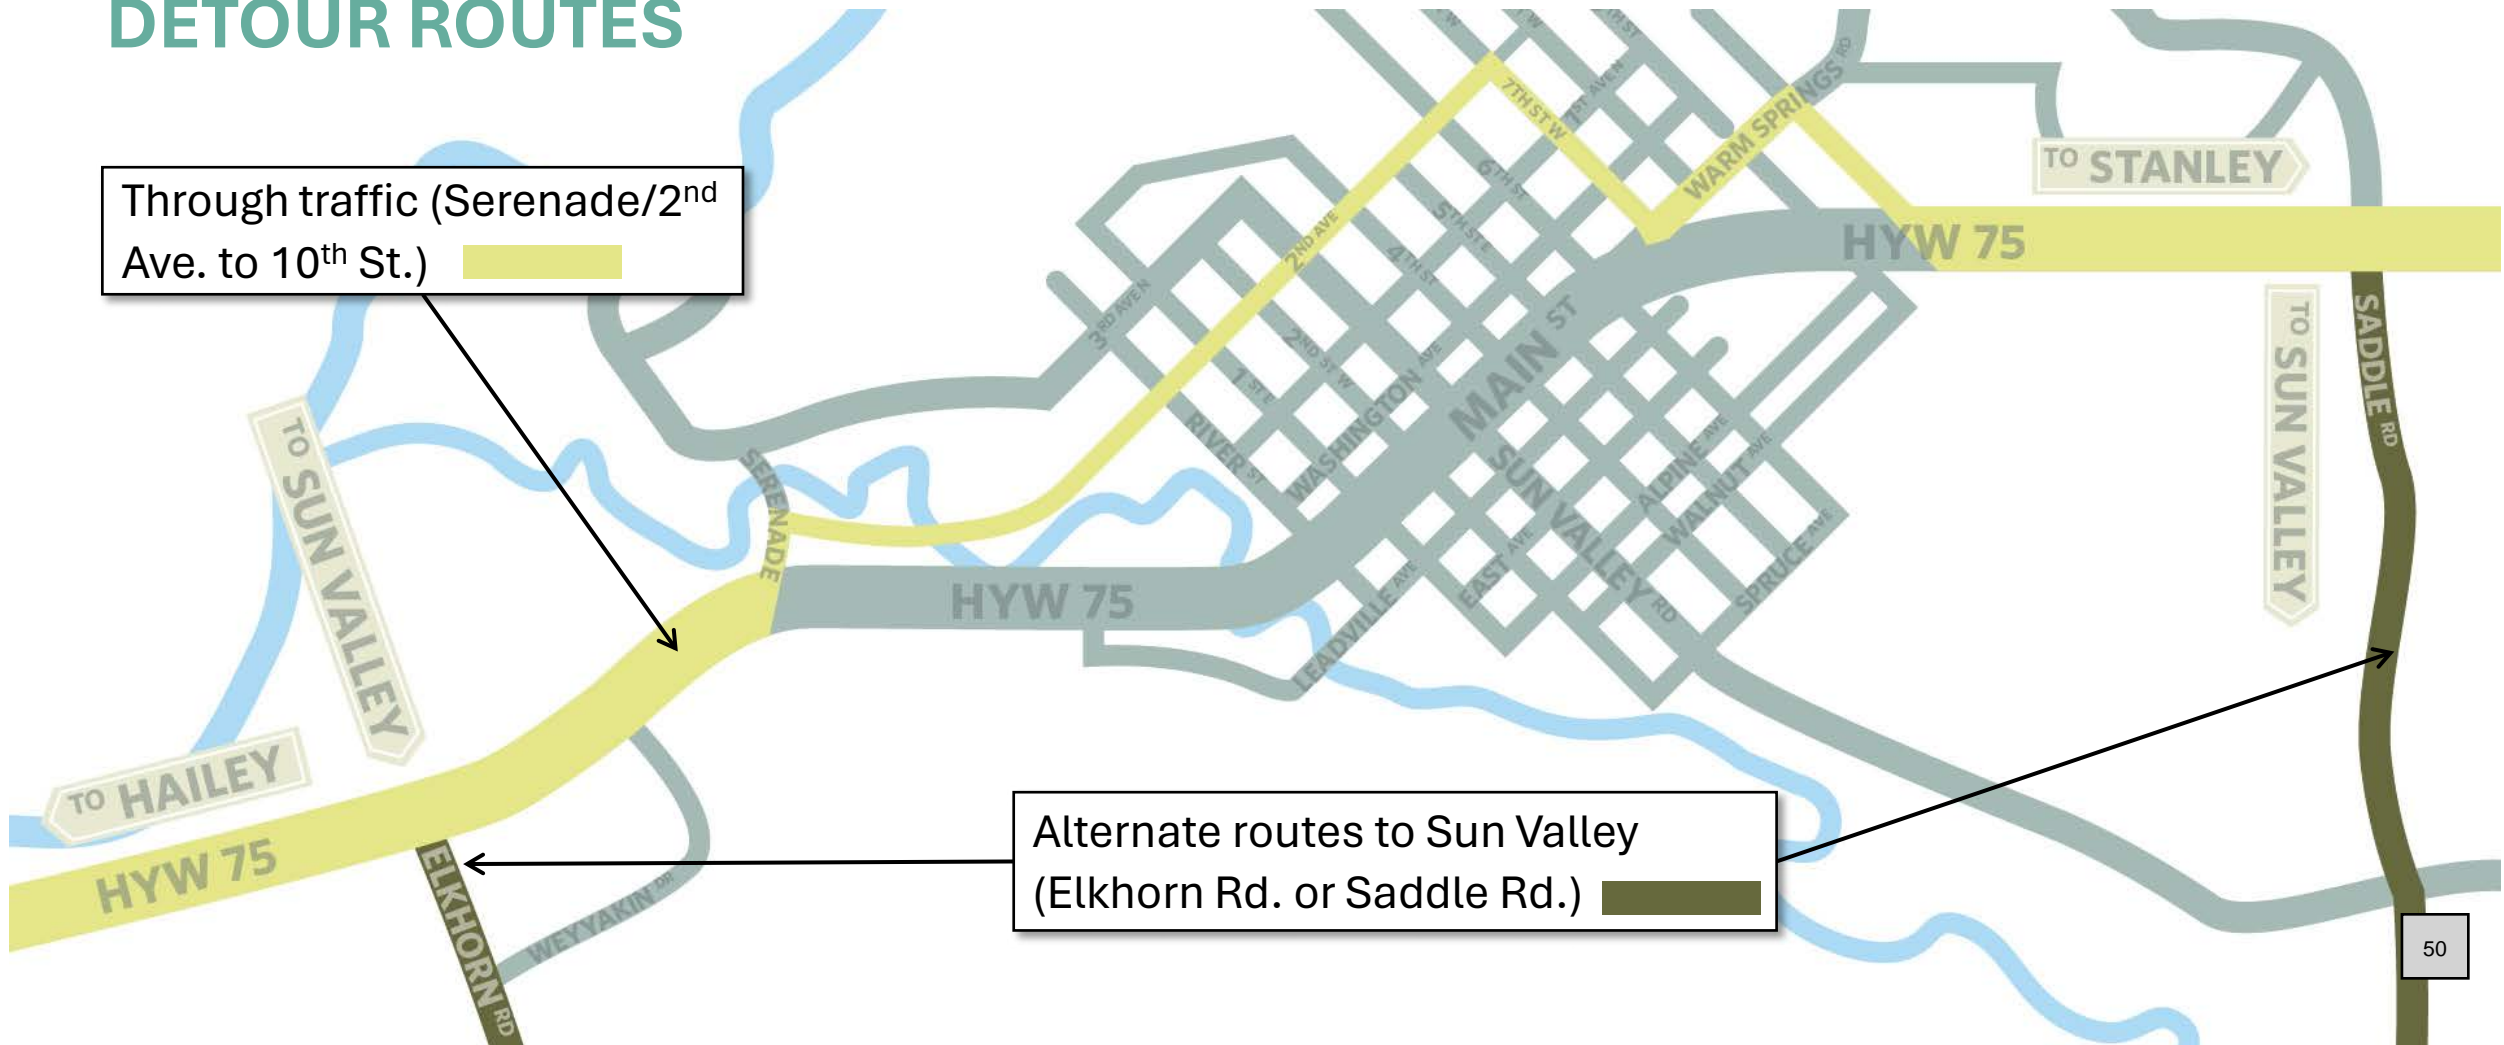 DETOUR ROUTES
Through traffic (Serenade/2nd
Ave. to 10th St.)
TO STANLEY
HYW 75
TO SUN VALLEY
SADDLE RD
7TH ST W
1ST AVE N
WARM SPRINGS RD
6TH ST
5TH ST E
4TH ST
2ND AVE
3RD AVE N
2ND ST W
1 ST E
RIVER ST
WASHINGTON AVE
MAIN ST
SUN VALLEY RD
ALPINE AVE
WALNUT AVE
SPRUCE AVE
EAST AVE
LEADVILLE AVE
SERENADE
HYW 75
TO SUN VALLEY
TO HAILEY
HYW 75
ELKHORN RD
WEYYAKIN DR
Alternate routes to Sun Valley
(Elkhorn Rd. or Saddle Rd.)
50